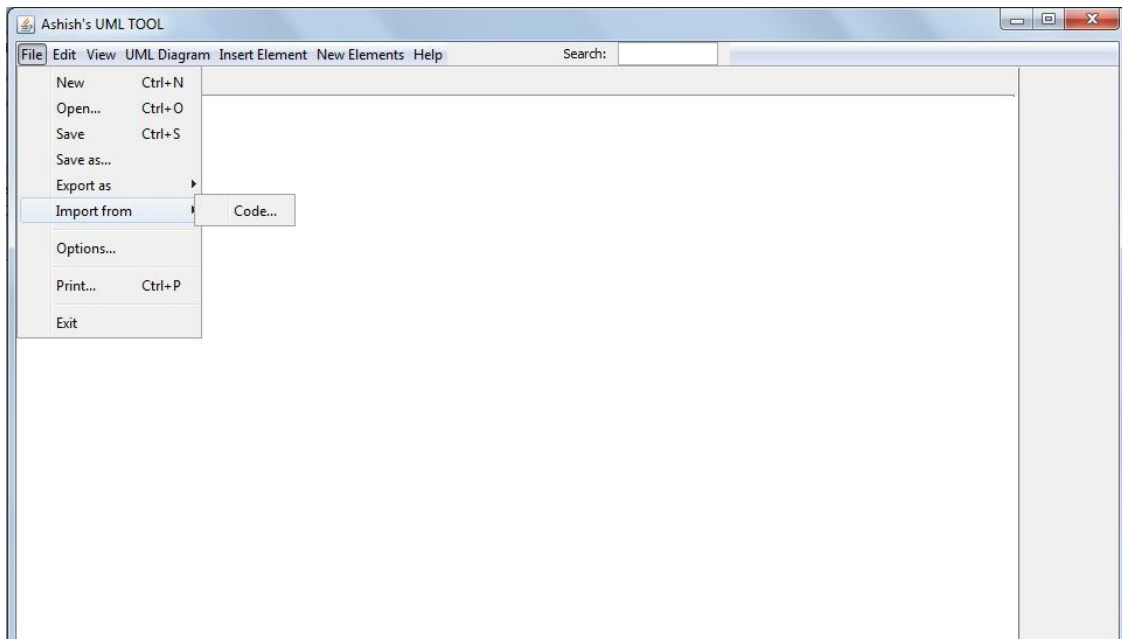 Ashish's UML TOOL
File Edit View UML Diagram Insert Element New Elements Help Search:
New Ctrl+N
Open... Ctrl+O
Save Ctrl+S
Save as...
Export as
Import from
Code...
Options...
Print... Ctrl+P
Exit